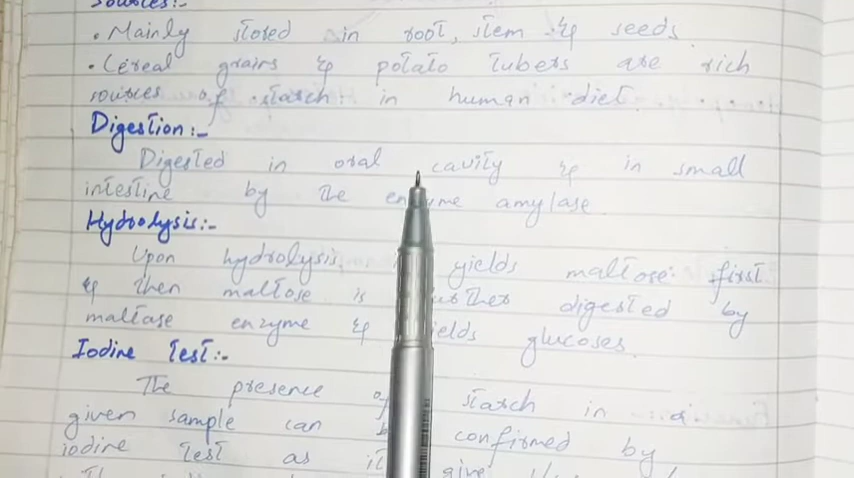 Sources:-
• Mainly stored in root, stem & seeds
• Cereal grains & potato tubers are rich
sources of starch in human diet.
Digestion:-
Digested in oral cavity & in small
intestine by the enzyme amylase
Hydrolysis:-
Upon hydrolysis, yields maltose first
& then maltose is digested by
maltase enzyme & glucoses.
Iodine Test:-
The presence of starch in a
given sample can confirmed by
iodine test as it give